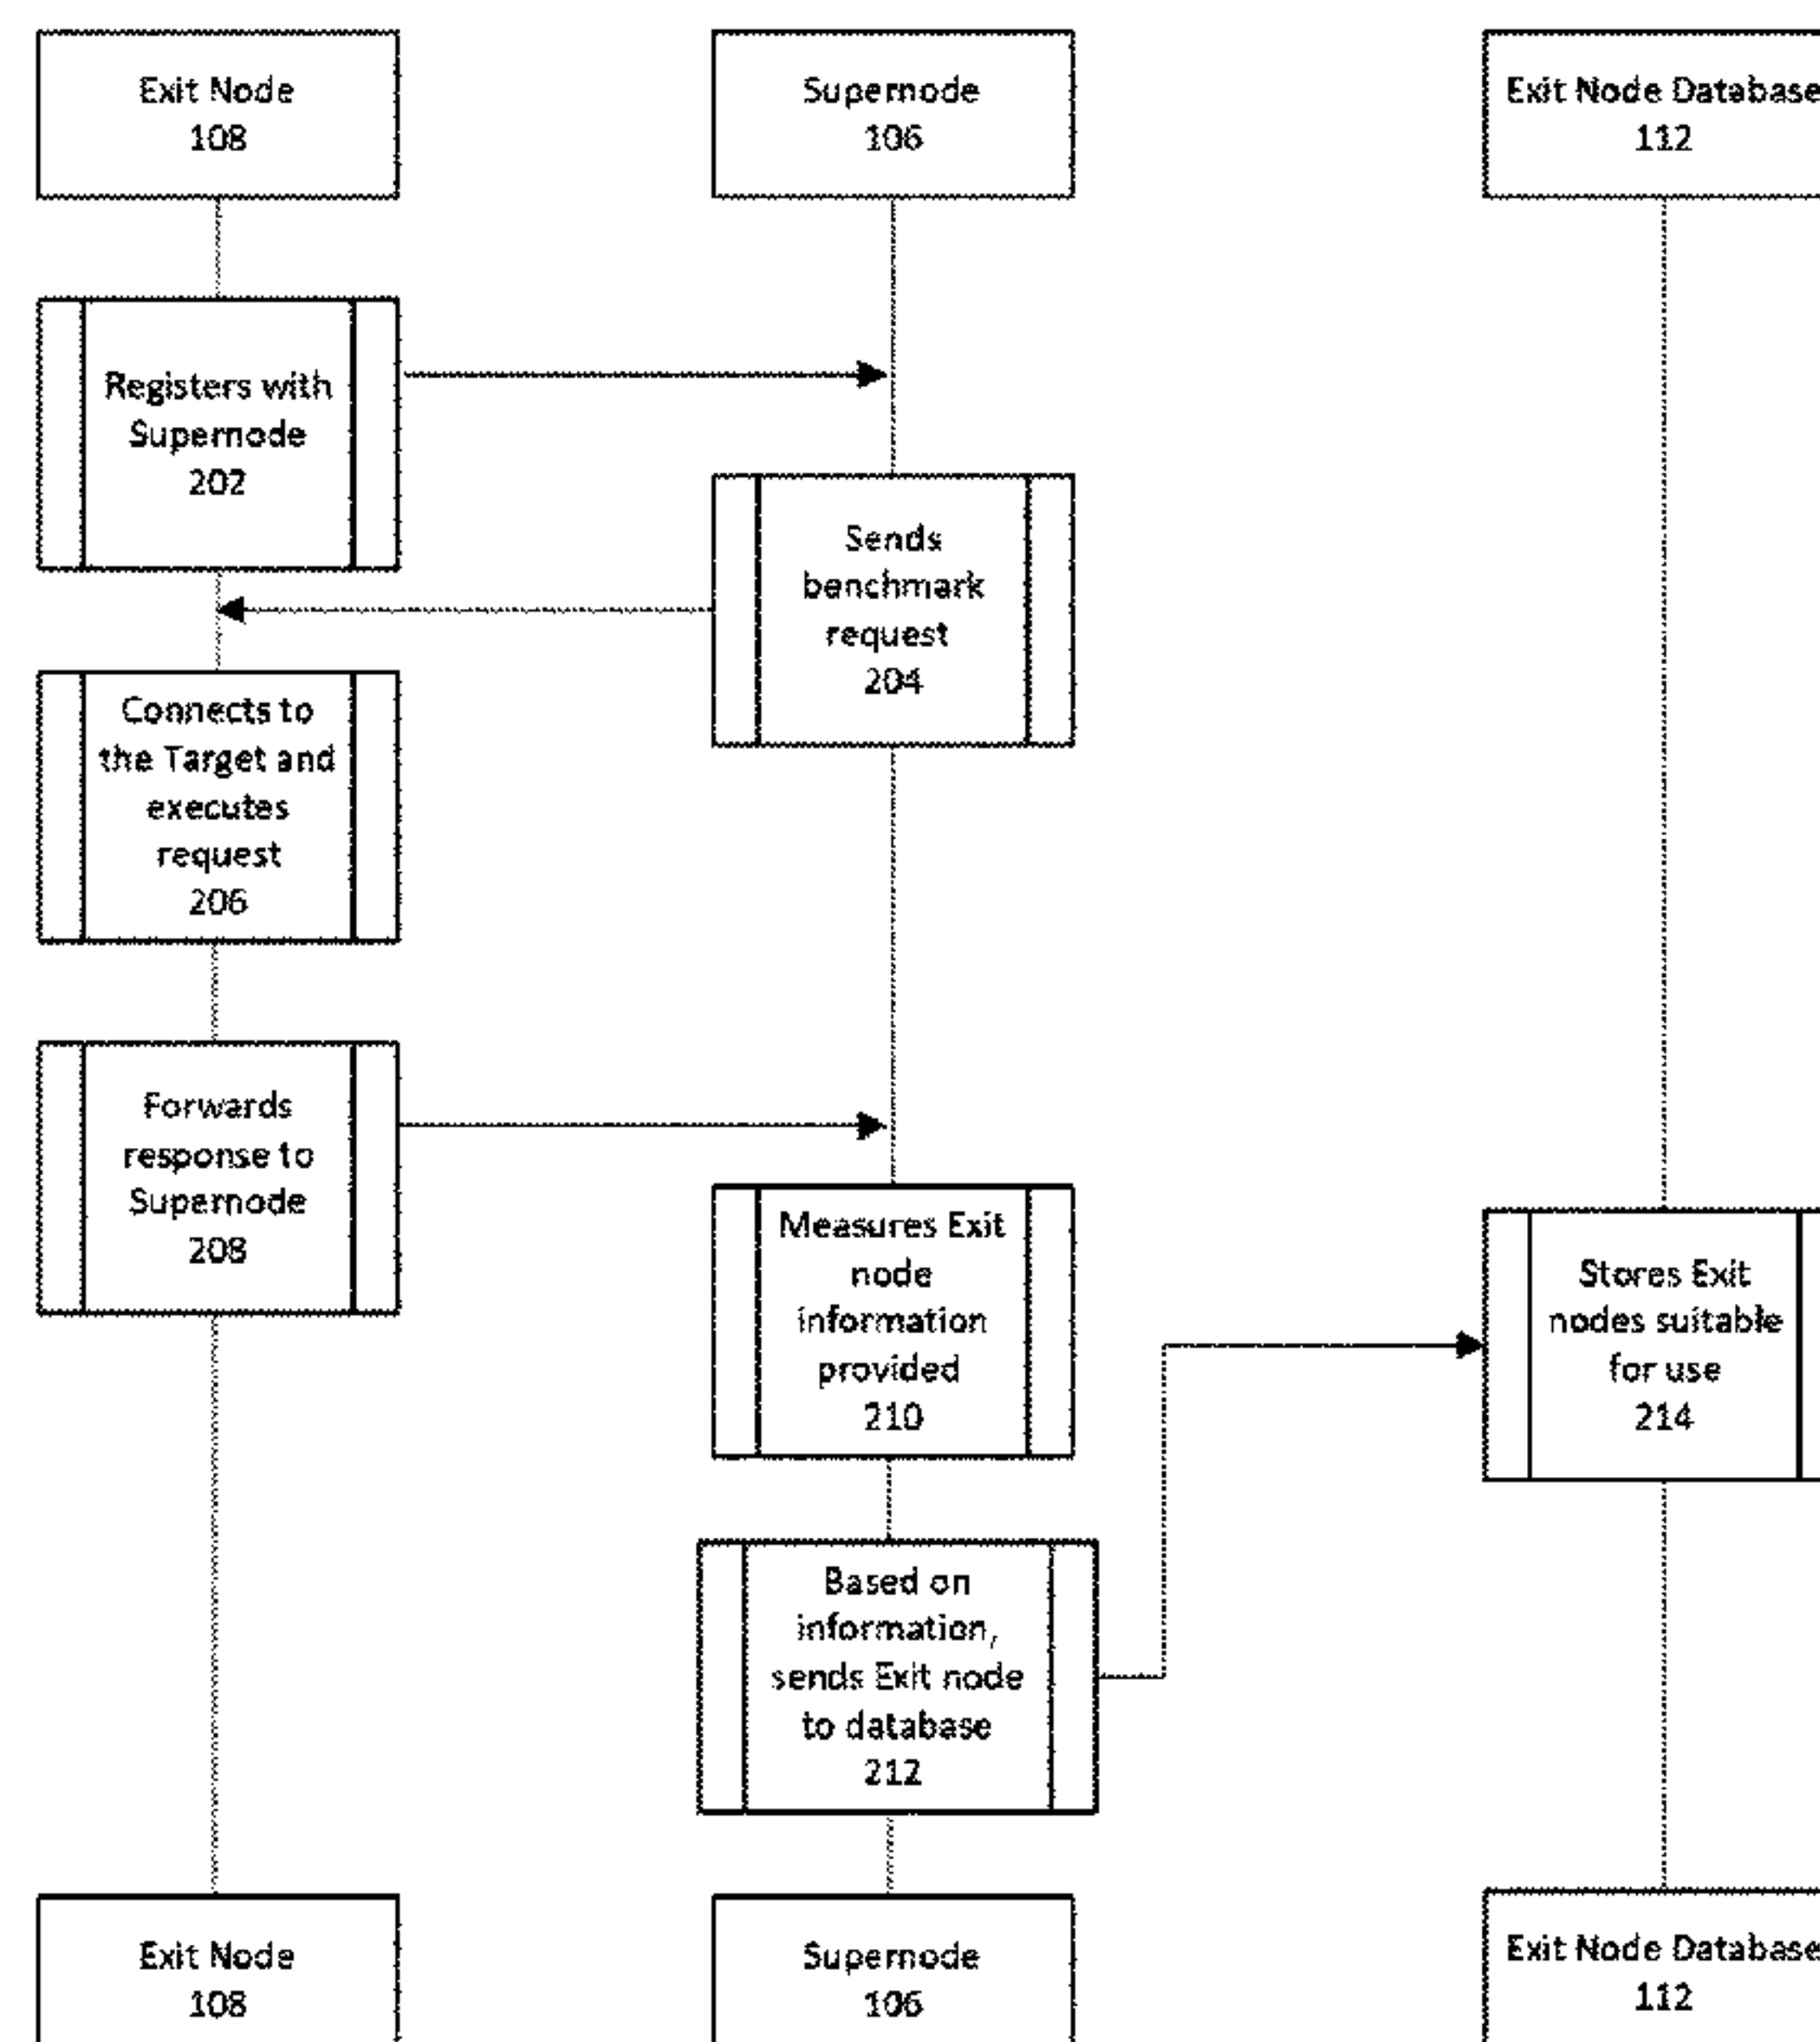 Exit Node
108
Supernode
106
Exit Node Database
112
Registers with
Supernode
202
Sends
benchmark
request
204
Connects to
the Target and
executes
request
206
Forwards
response to
Supernode
208
Measures Exit
node
information
provided
210
Stores Exit
nodes suitable
for use
214
Based on
information,
sends Exit node
to database
212
Exit Node
108
Supernode
106
Exit Node Database
112